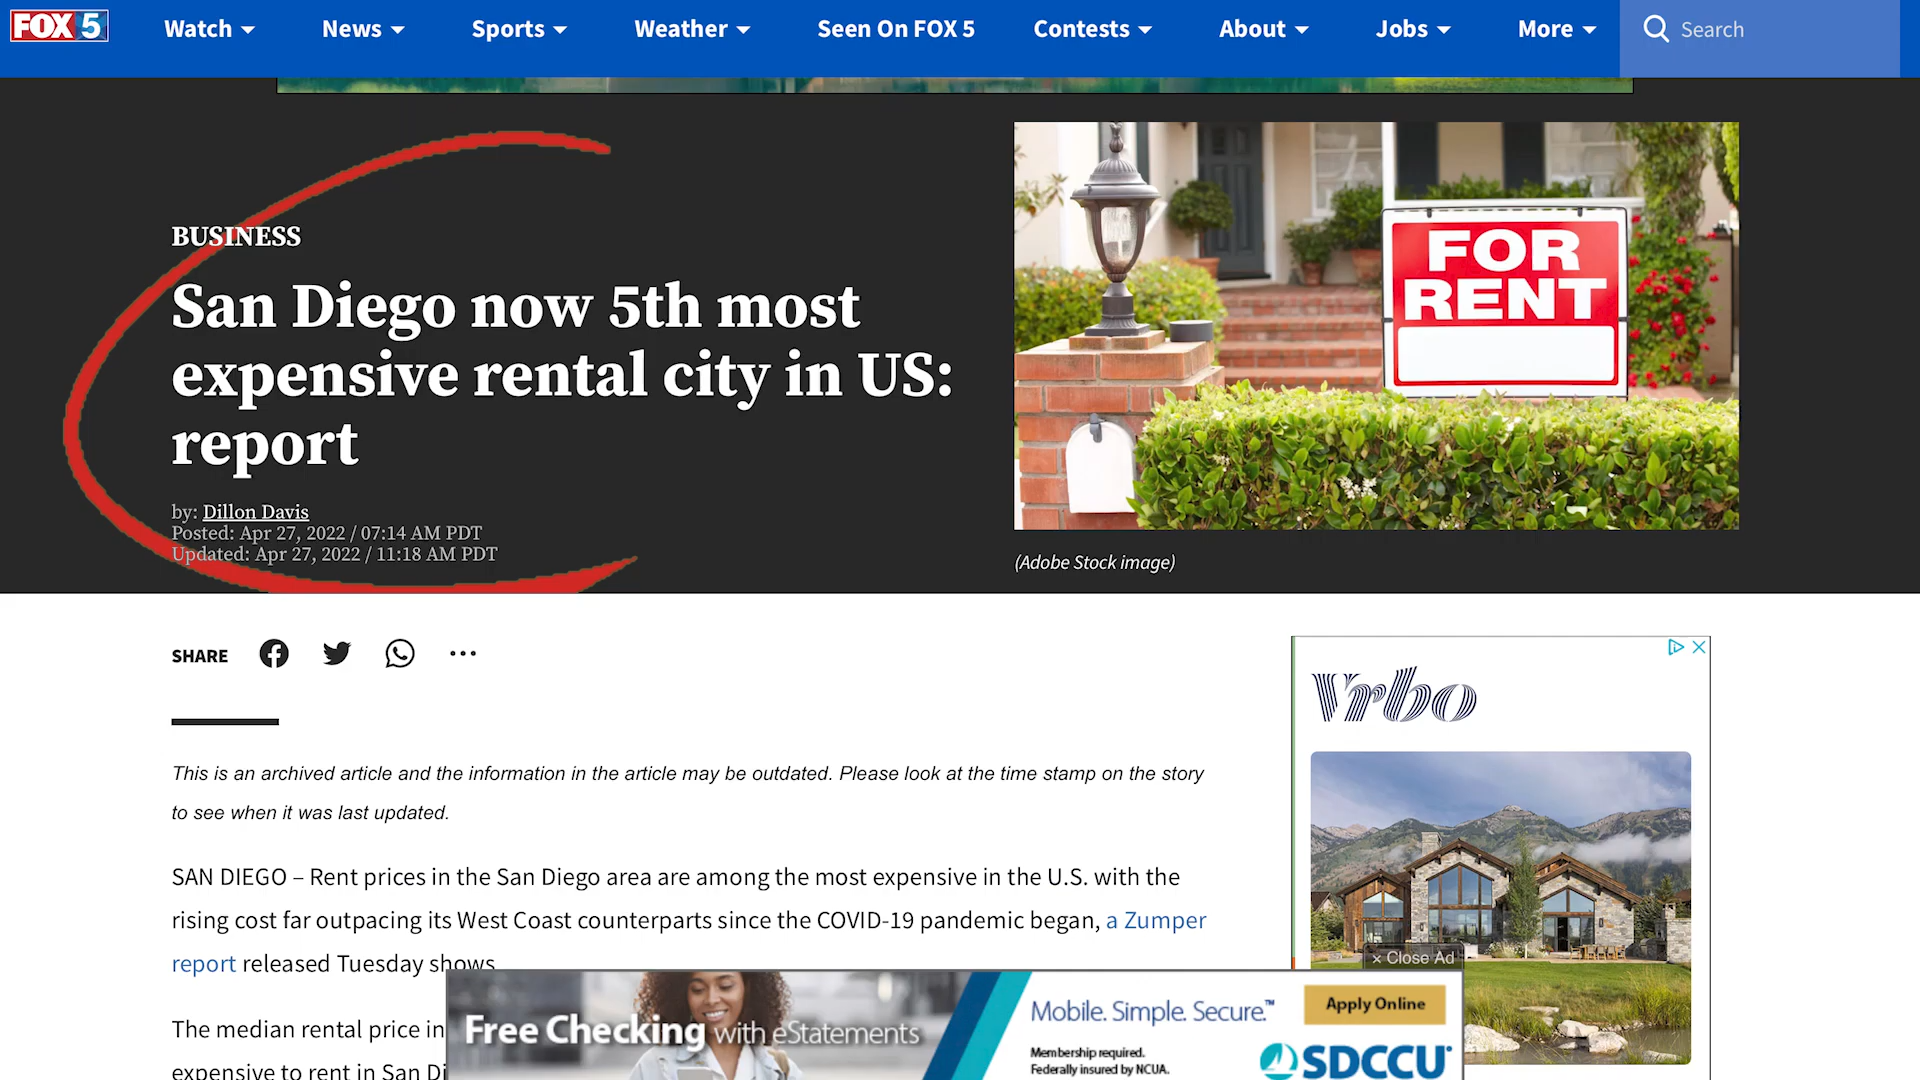 FOX 5
Watch
News
Sports
Weather
Seen On FOX 5
Contests
About
Jobs
More
Search
BUSINESS
San Diego now 5th most
expensive rental city in US:
report
by: Dillon Davis
Posted: Apr 27, 2022 / 07:14 AM PDT
Updated: Apr 27, 2022 / 11:18 AM PDT
FOR
RENT
(Adobe Stock image)
SHARE
This is an archived article and the information in the article may be outdated. Please look at the time stamp on the story
to see when it was last updated.
SAN DIEGO – Rent prices in the San Diego area are among the most expensive in the U.S. with the
rising cost far outpacing its West Coast counterparts since the COVID-19 pandemic began, a Zumper
report released Tuesday shows
The median rental price in
expensive to rent in San Di
Vrbo
× Close Ad
Free Checking with eStatements
Mobile. Simple. Secure.™
Apply Online
Membership required.
Federally insured by NCUA.
SDCCU